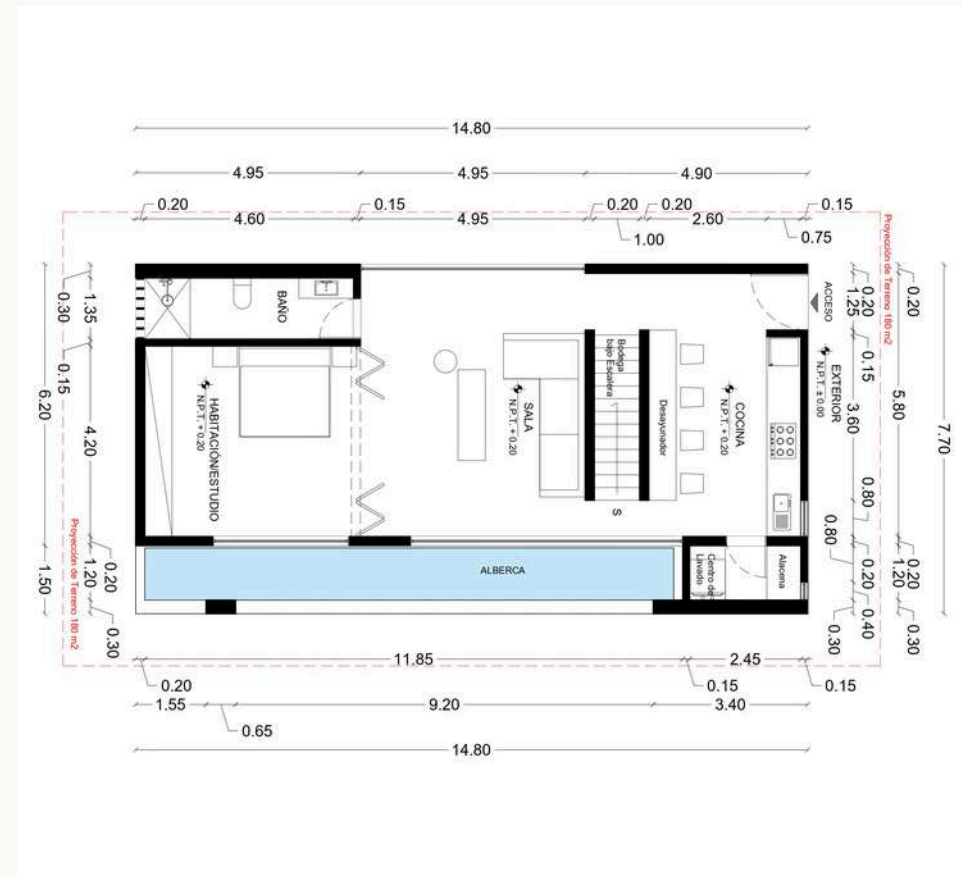 14.80
4.95
4.95
4.90
0.20
0.15
0.20
0.20
0.15
4.60
4.95
2.60
1.00
0.75
Proyección de Terreno 180 m2
0.30
1.35
0.15
6.20
4.20
0.20
1.20
1.50
0.30
Proyección de Terreno 180 m2
BAÑO
HABITACIÓN/ESTUDIO
N.P.T. + 0.20
SALA
N.P.T. + 0.20
Bodega
bajo Escalera
S
Desayunador
COCINA
N.P.T. + 0.20
ACCESO
EXTERIOR
N.P.T. ± 0.00
ALBERCA
Centro de
Lavado
Alacena
0.20
1.25
0.15
3.60
0.80
0.80
0.20
0.40
0.30
0.20
5.80
0.20
1.20
0.30
7.70
11.85
2.45
0.20
0.15
0.15
1.55
9.20
3.40
0.65
14.80